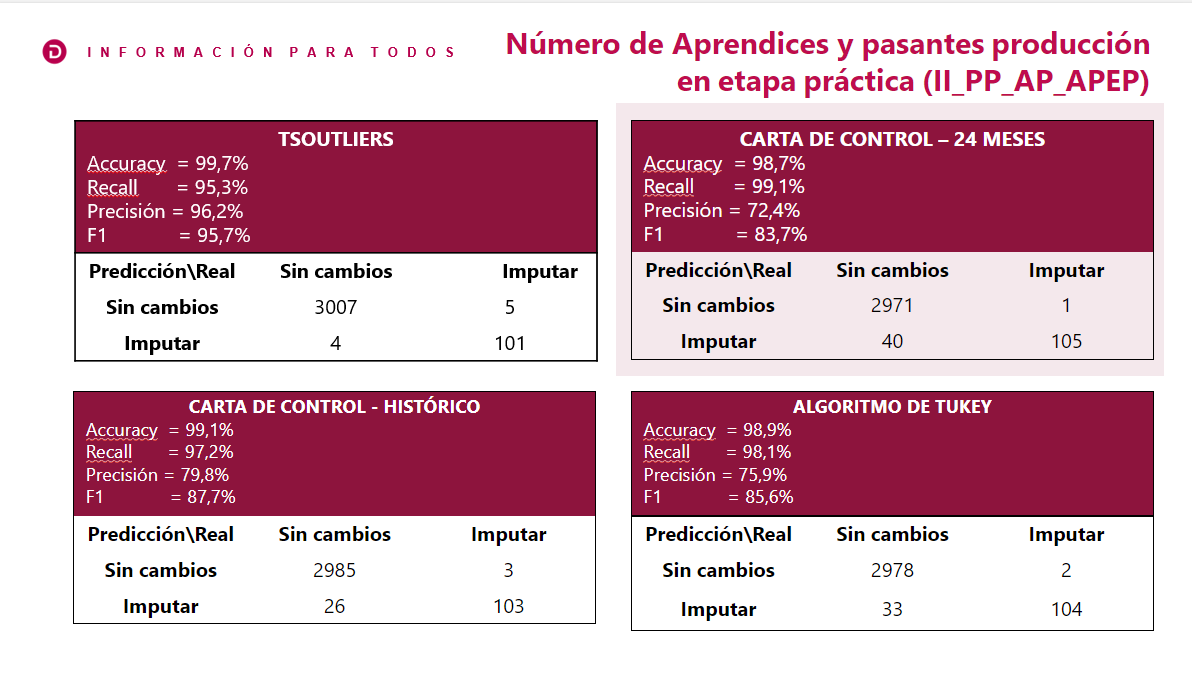 INFORMACIÓN PARA TODOS
Número de Aprendices y pasantes producción
en etapa práctica (II_PP_AP_APEP)
TSOUTLIERS
Accuracy = 99,7%
Recall = 95,3%
Precisión = 96,2%
F1 = 95,7%
Predicción\Real Sin cambios Imputar
Sin cambios 3007 5
Imputar 4 101
CARTA DE CONTROL – 24 MESES
Accuracy = 98,7%
Recall = 99,1%
Precisión = 72,4%
F1 = 83,7%
Predicción\Real Sin cambios Imputar
Sin cambios 2971 1
Imputar 40 105
CARTA DE CONTROL - HISTÓRICO
Accuracy = 99,1%
Recall = 97,2%
Precisión = 79,8%
F1 = 87,7%
Predicción\Real Sin cambios Imputar
Sin cambios 2985 3
Imputar 26 103
ALGORITMO DE TUKEY
Accuracy = 98,9%
Recall = 98,1%
Precisión = 75,9%
F1 = 85,6%
Predicción\Real Sin cambios Imputar
Sin cambios 2978 2
Imputar 33 104